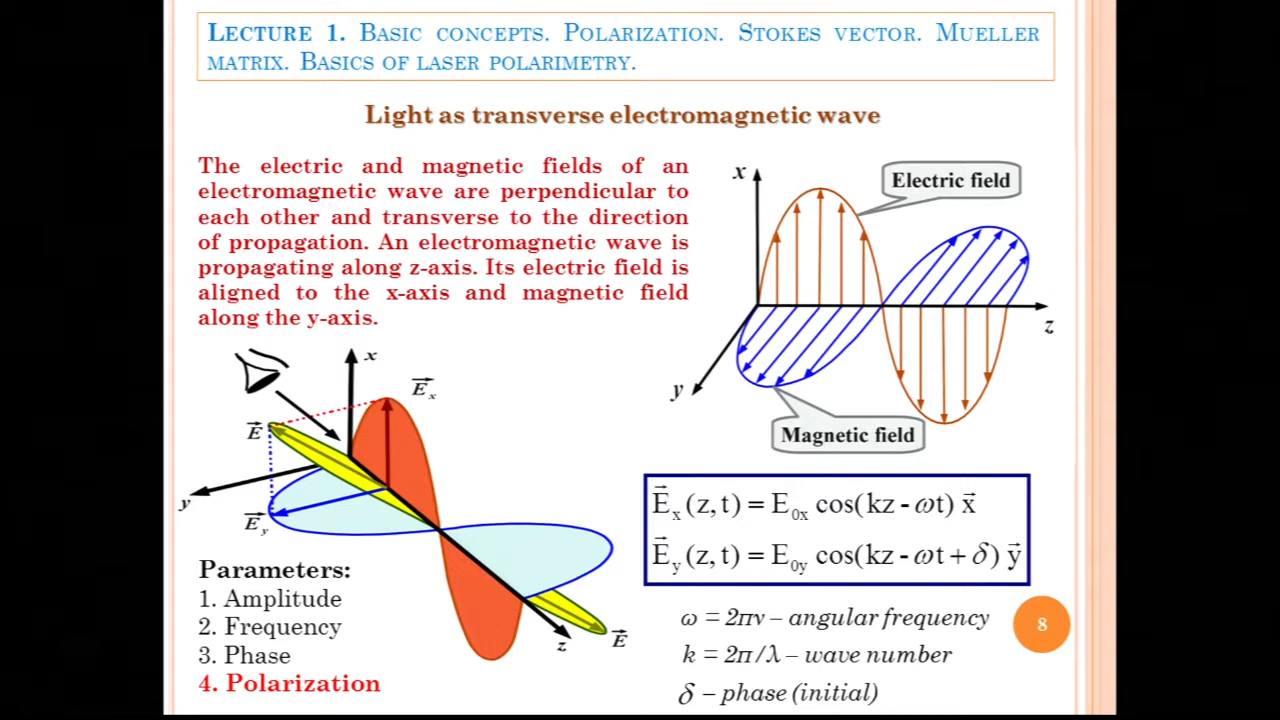 LECTURE 1. BASIC CONCEPTS. POLARIZATION. STOKES VECTOR. MUELLER
MATRIX. BASICS OF LASER POLARIMETRY.
Light as transverse electromagnetic wave
The electric and magnetic fields of an
electromagnetic wave are perpendicular to
each other and transverse to the direction
of propagation. An electromagnetic wave is
propagating along z-axis. Its electric field is
aligned to the x-axis and magnetic field
along the y-axis.
x
Electric field
z
y
Magnetic field
x
E⃗ₓ
E⃗
y
E⃗y
z
E⃗
E⃗ₓ (z,t) = E₀ₓ cos(kz - ωt) x⃗
E⃗y (z,t) = E₀y cos(kz - ωt + δ) y⃗
Parameters:
1. Amplitude
2. Frequency
3. Phase
4. Polarization
ω = 2πν – angular frequency
k = 2π/λ – wave number
δ – phase (initial)
8